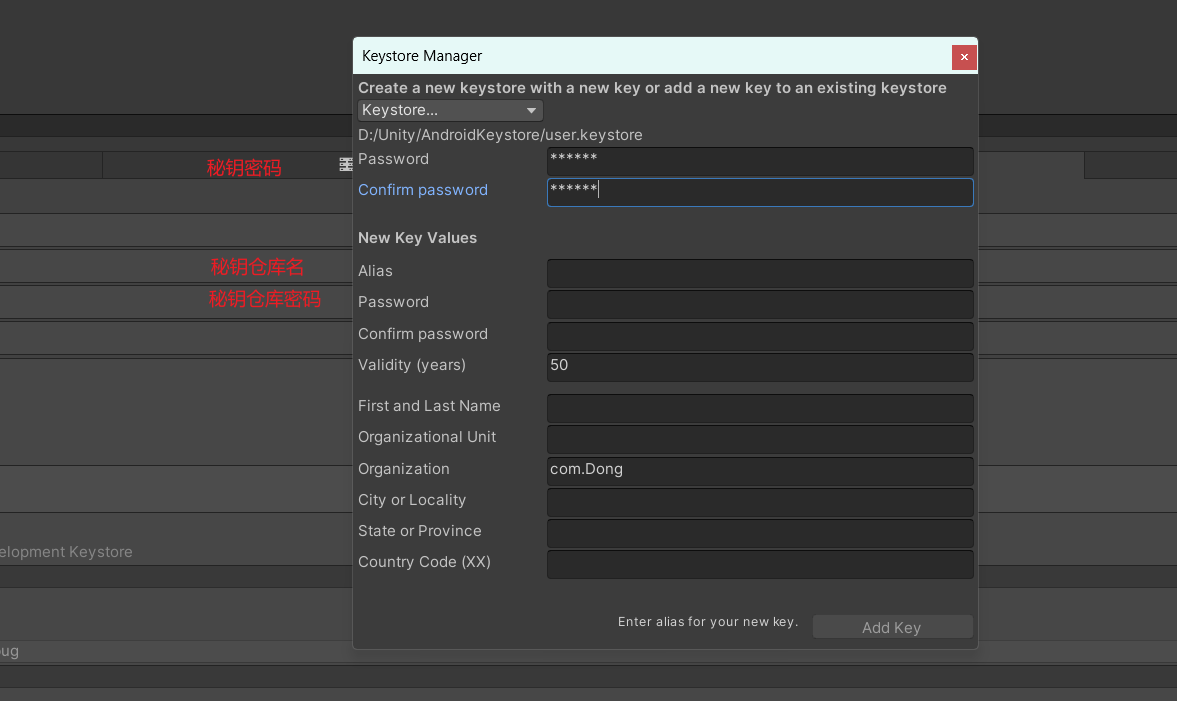 Keystore Manager
Create a new keystore with a new key or add a new key to an existing keystore
Keystore...
D:/Unity/AndroidKeystore/user.keystore
秘钥密码
Password ******
Confirm password ******
New Key Values
秘钥仓库名
Alias
秘钥仓库密码
Password
Confirm password
Validity (years) 50
First and Last Name
Organizational Unit
Organization com.Dong
City or Locality
State or Province
elopment Keystore
Country Code (XX)
Enter alias for your new key. Add Key
ug